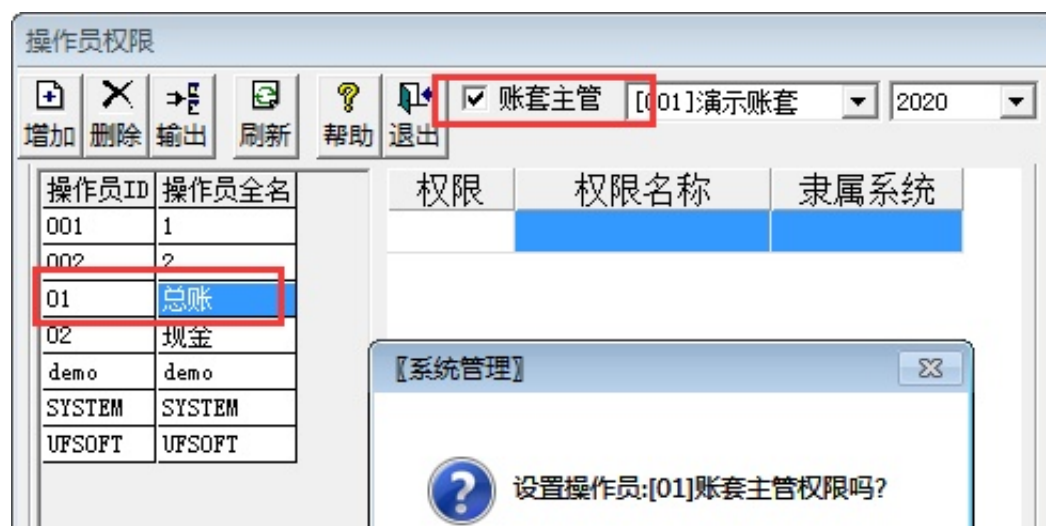 操作员权限
增加 删除 输出 刷新 帮助 退出 账套主管 [001]演示账套 2020
操作员ID 操作员全名 权限 权限名称 隶属系统
001 1
002 2
01 总账
02 现金
demo demo
SYSTEM SYSTEM
UFSOFT UFSOFT
〖系统管理〗
设置操作员:[01]账套主管权限吗?